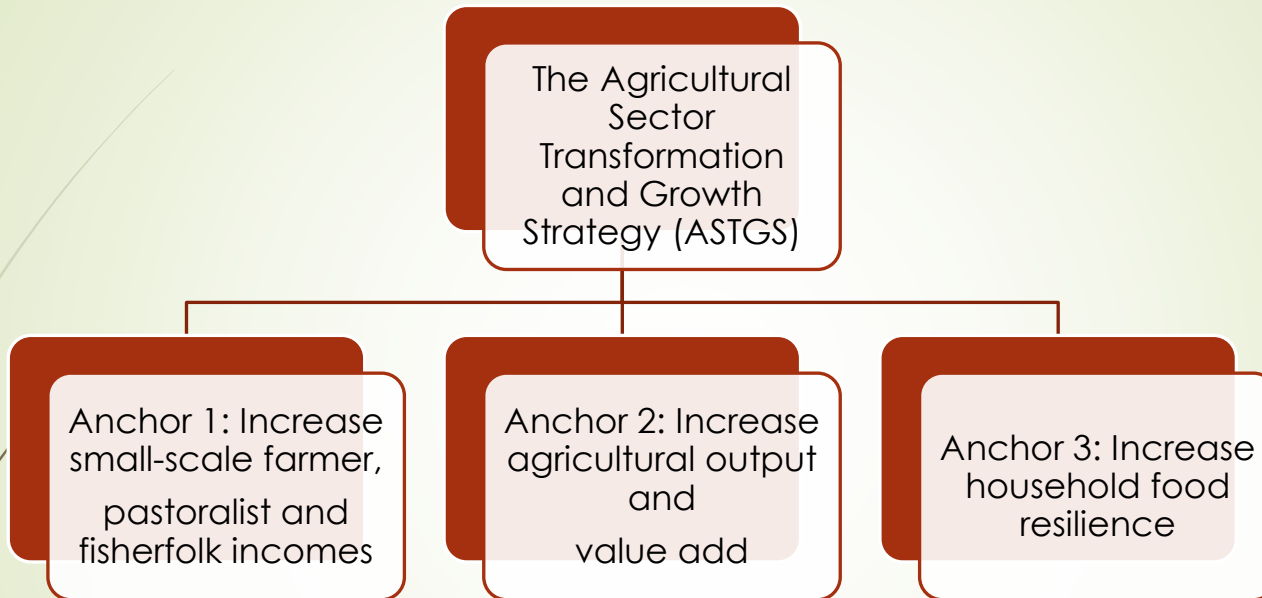 The Agricultural
Sector
Transformation
and Growth
Strategy (ASTGS)
Anchor 1: Increase
small-scale farmer,
pastoralist and
fisherfolk incomes
Anchor 2: Increase
agricultural output
and
value add
Anchor 3: Increase
household food
resilience